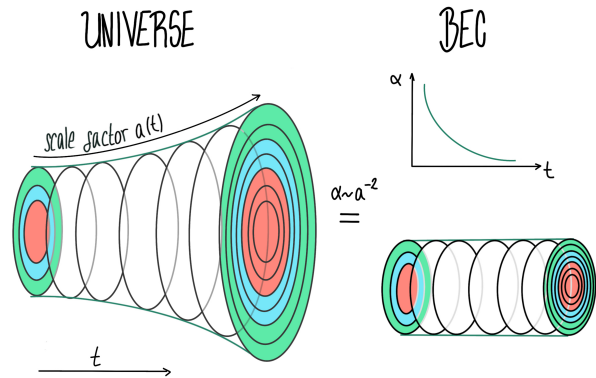 UNIVERSE
BEC
scale factor a(t)
α
t
α~a⁻²
=
t